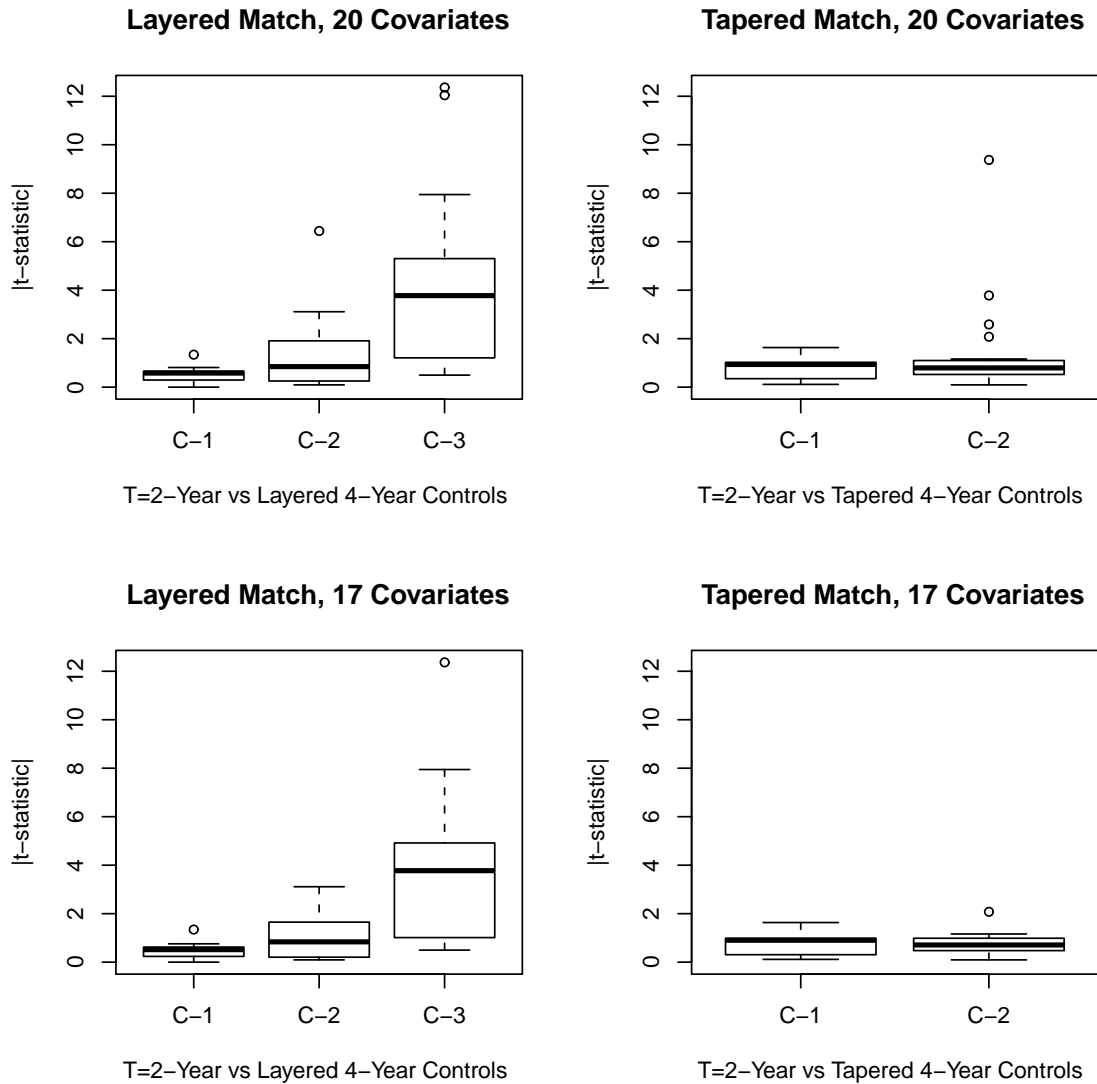 Layered Match, 20 Covariates
|t−statistic|
0 2 4 6 8 10 12
C−1 C−2 C−3
T=2−Year vs Layered 4−Year Controls
Tapered Match, 20 Covariates
|t−statistic|
0 2 4 6 8 10 12
C−1 C−2
T=2−Year vs Tapered 4−Year Controls
Layered Match, 17 Covariates
|t−statistic|
0 2 4 6 8 10 12
C−1 C−2 C−3
T=2−Year vs Layered 4−Year Controls
Tapered Match, 17 Covariates
|t−statistic|
0 2 4 6 8 10 12
C−1 C−2
T=2−Year vs Tapered 4−Year Controls